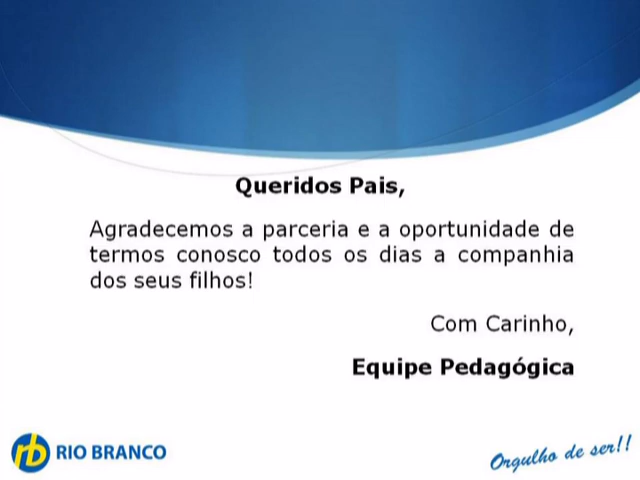 Queridos Pais,
Agradecemos a parceria e a oportunidade de
termos conosco todos os dias a companhia
dos seus filhos!
Com Carinho,
Equipe Pedagógica
rb RIO BRANCO
Orgulho de ser!!